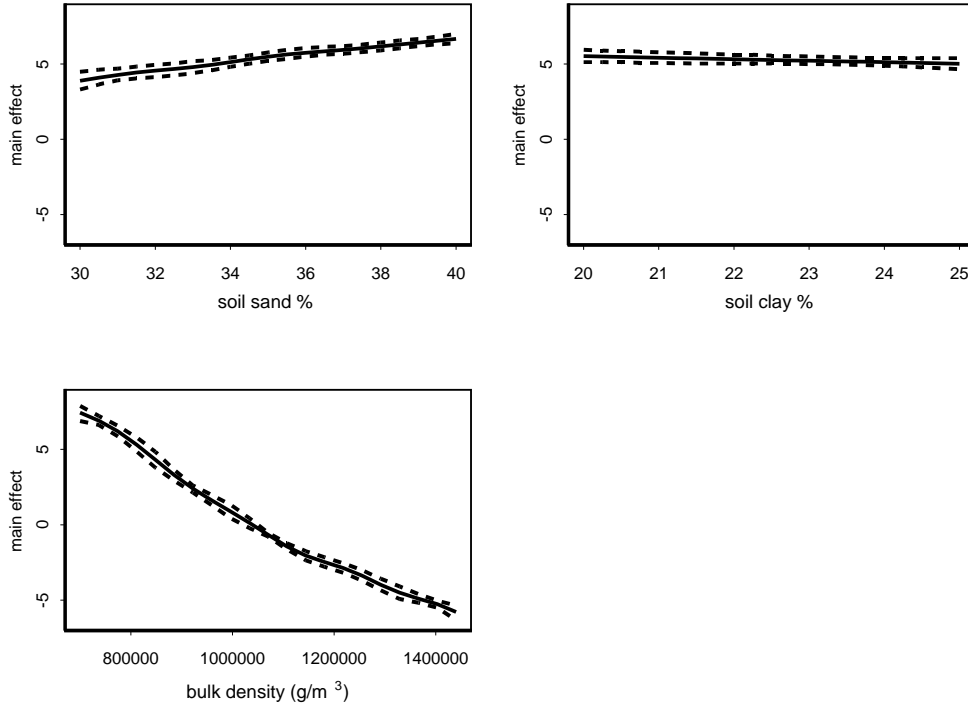 main effect
5
0
-5
30 32 34 36 38 40
soil sand %
main effect
5
0
-5
20 21 22 23 24 25
soil clay %
main effect
5
0
-5
800000 1000000 1200000 1400000
bulk density (g/m ³)